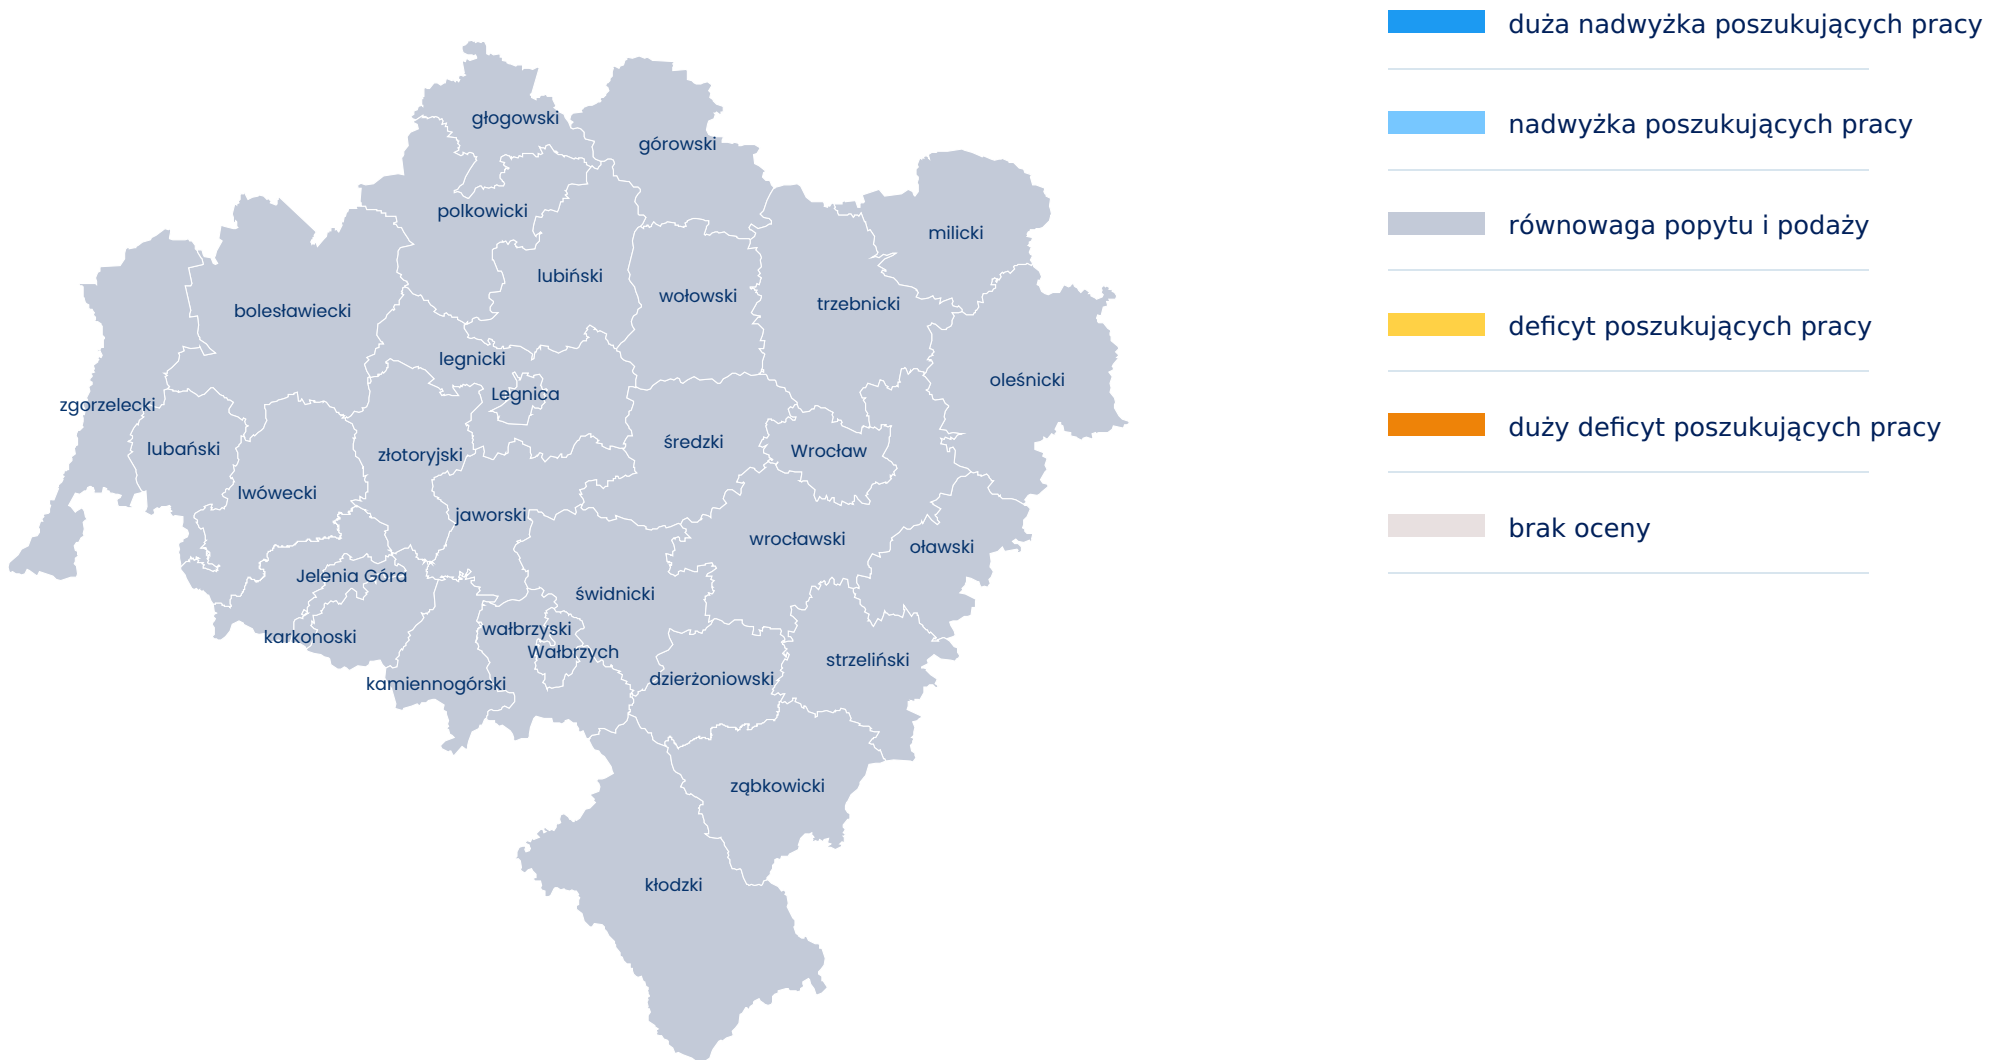 duża nadwyżka poszukujących pracy
nadwyżka poszukujących pracy
równowaga popytu i podaży
deficyt poszukujących pracy
duży deficyt poszukujących pracy
brak oceny
głogowski
górowski
polkowicki
milicki
lubiński
wołowski
trzebnicki
bolesławiecki
legnicki
oleśnicki
Legnica
zgorzelecki
średzki
lubański
Wrocław
złotoryjski
lwówecki
jaworski
wrocławski
oławski
Jelenia Góra
świdnicki
wałbrzyski
karkonoski
Wałbrzych
strzeliński
dzierżoniowski
kamiennogórski
ząbkowicki
kłodzki